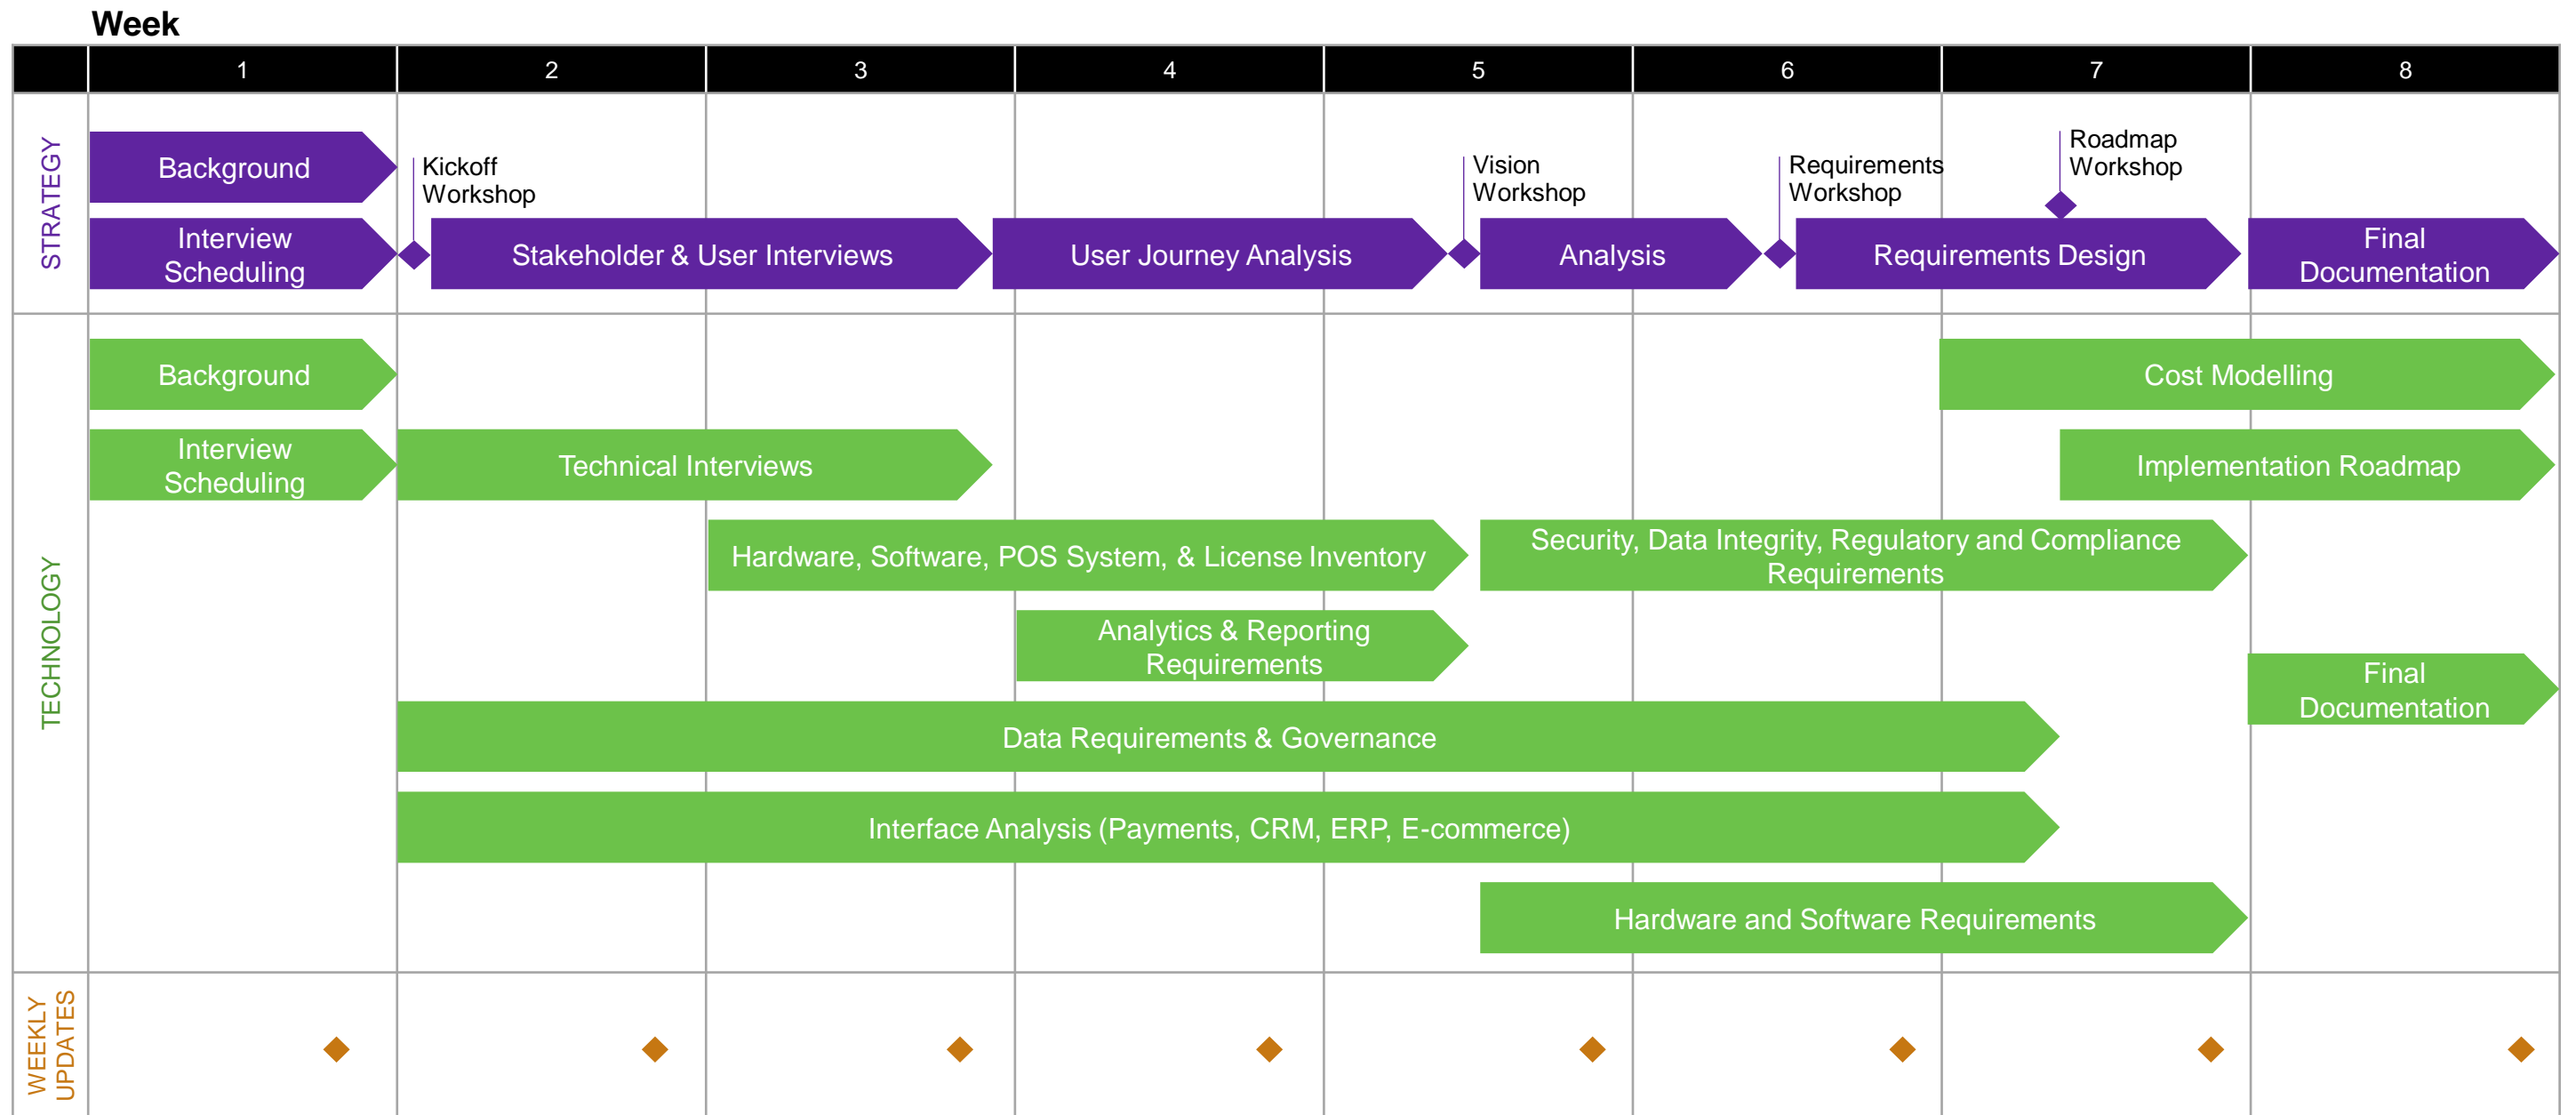 Week
1 2 3 4 5 6 7 8
STRATEGY
Background
Kickoff
Workshop
Vision
Workshop
Requirements
Workshop
Roadmap
Workshop
Interview
Scheduling
Stakeholder & User Interviews
User Journey Analysis
Analysis
Requirements Design
Final
Documentation
TECHNOLOGY
Background
Cost Modelling
Interview
Scheduling
Technical Interviews
Implementation Roadmap
Hardware, Software, POS System, & License Inventory
Security, Data Integrity, Regulatory and Compliance
Requirements
Analytics & Reporting
Requirements
Final
Documentation
Data Requirements & Governance
Interface Analysis (Payments, CRM, ERP, E-commerce)
Hardware and Software Requirements
WEEKLY
UPDATES